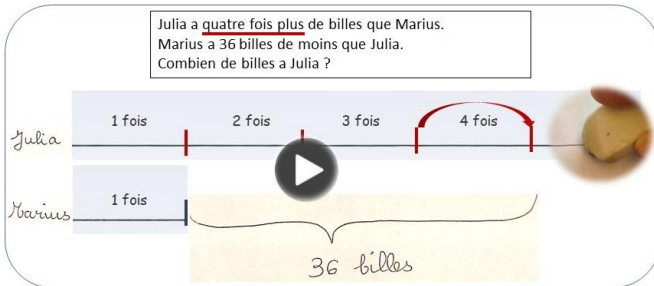 Julia a quatre fois plus de billes que Marius.
Marius a 36 billes de moins que Julia.
Combien de billes a Julia ?
1 fois 2 fois 3 fois 4 fois
Julia
1 fois
Marius
36 billes